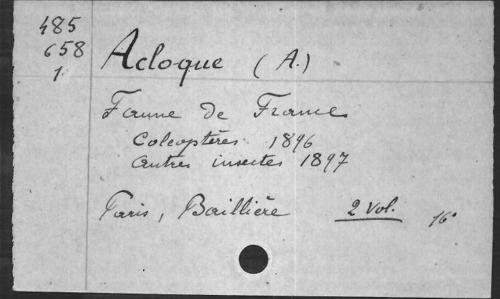 485
658
1
Acloque (A.)
Faune de France
Coleoptères 1896
autres insectes 1897
Paris, Baillière 2 Vol. 16°